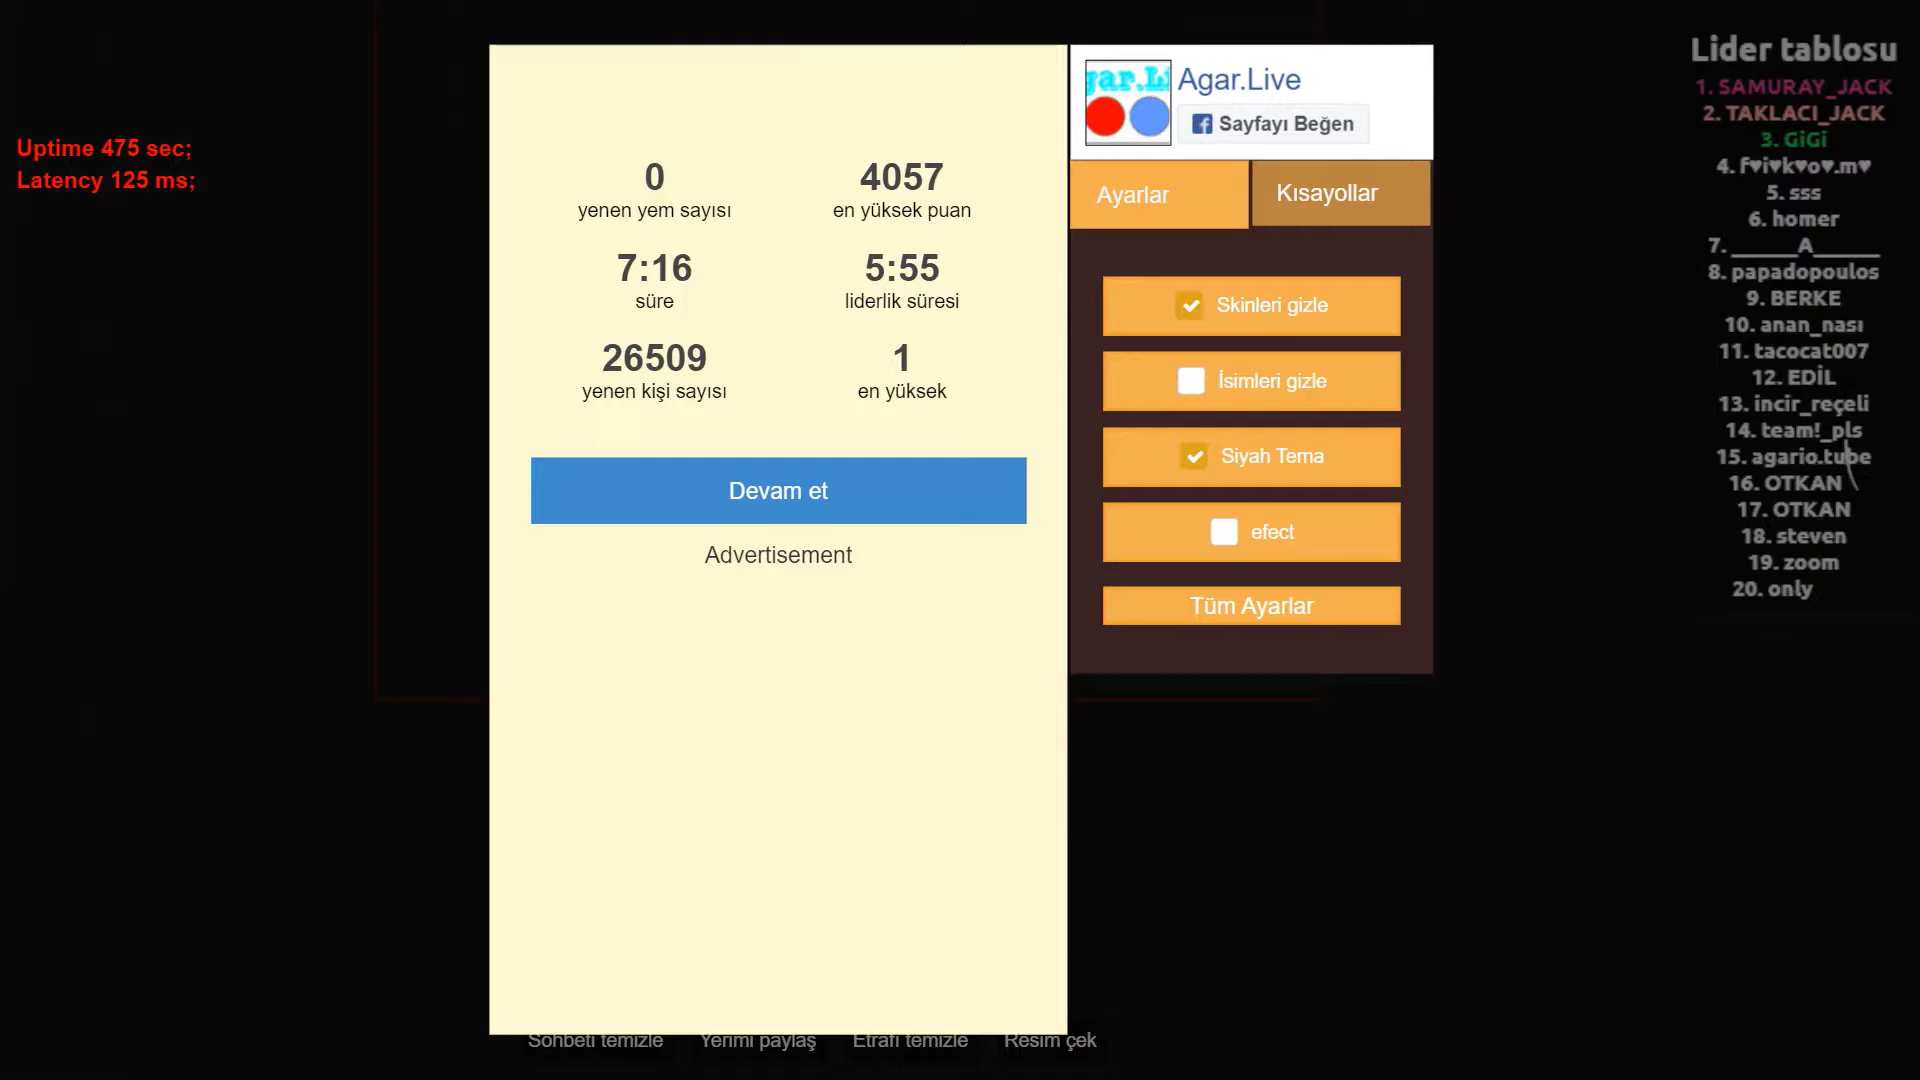 Uptime 475 sec;
Latency 125 ms;
0
yenen yem sayısı
4057
en yüksek puan
7:16
süre
5:55
liderlik süresi
26509
yenen kişi sayısı
1
en yüksek
Devam et
Advertisement
Agar.Live
Sayfayı Beğen
Ayarlar
Kısayollar
Skinleri gizle
İsimleri gizle
Siyah Tema
efect
Tüm Ayarlar
Lider tablosu
1. SAMURAY_JACK
2. TAKLACI_JACK
3. GiGi
4. f♥i♥k♥o♥.m♥
5. sss
6. homer
7. ______A______
8. papadopoulos
9. BERKE
10. anan_nası
11. tacocat007
12. EDİL
13. incir_reçeli
14. team!_pls
15. agario.tube
16. OTKAN
17. OTKAN
18. steven
19. zoom
20. only
Sohbeti temizle
Yerimi paylaş
Etrafı temizle
Resim çek